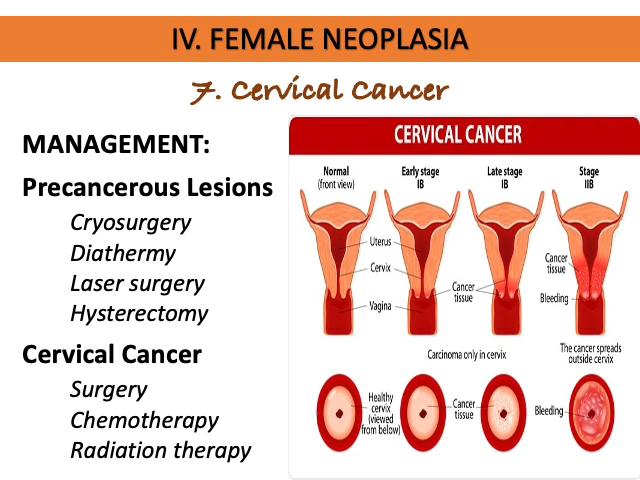 IV. FEMALE NEOPLASIA
7. Cervical Cancer
MANAGEMENT:
Precancerous Lesions
Cryosurgery
Diathermy
Laser surgery
Hysterectomy
Cervical Cancer
Surgery
Chemotherapy
Radiation therapy
CERVICAL CANCER
Normal
(front view)
Early stage
IB
Late stage
IB
Stage
IIB
Uterus
Cervix
Vagina
Cancer
tissue
Cancer
tissue
Bleeding
Carcinoma only in cervix
The cancer spreads
outside cervix
Healthy
cervix
(viewed
from below)
Cancer
tissue
Bleeding